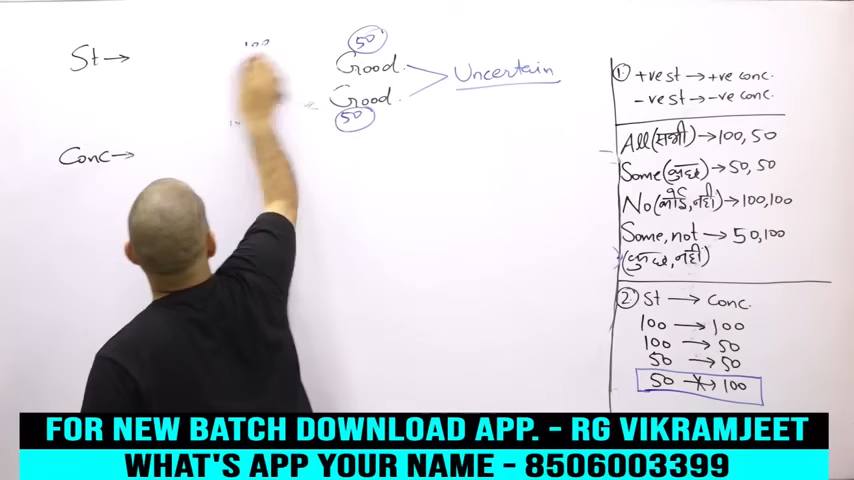 St →
100
50
Good
Good
50
Uncertain
Conc →
1. +ve st → +ve conc.
-ve st → -ve conc.
All (सभी) → 100, 50
Some (कुछ) → 50, 50
No (कोई, नहीं) → 100, 100
Some, not → 50, 100
(कुछ, नहीं)
2. St → Conc.
100 → 100
100 → 50
50 → 50
50 → 100
FOR NEW BATCH DOWNLOAD APP. - RG VIKRAMJEET
WHAT'S APP YOUR NAME - 8506003399